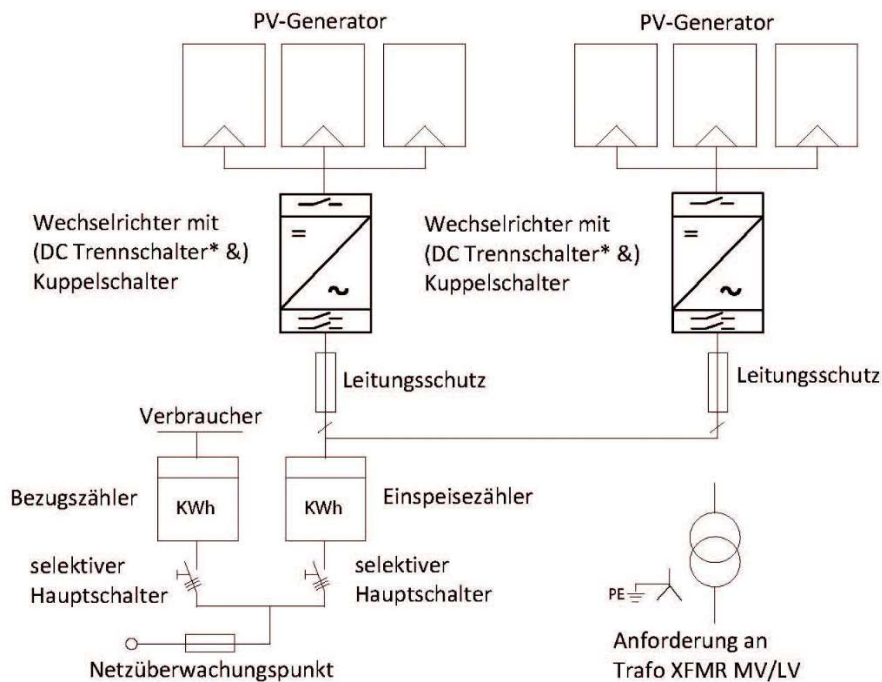 PV-Generator
PV-Generator
=
~
Wechselrichter mit
(DC Trennschalter* &)
Kuppelschalter
=
~
Wechselrichter mit
(DC Trennschalter* &)
Kuppelschalter
Leitungsschutz
Leitungsschutz
Verbraucher
Bezugszähler
KWh
KWh
Einspeisezähler
selektiver
Hauptschalter
selektiver
Hauptschalter
Netzüberwachungspunkt
PE
Anforderung an
Trafo XFMR MV/LV